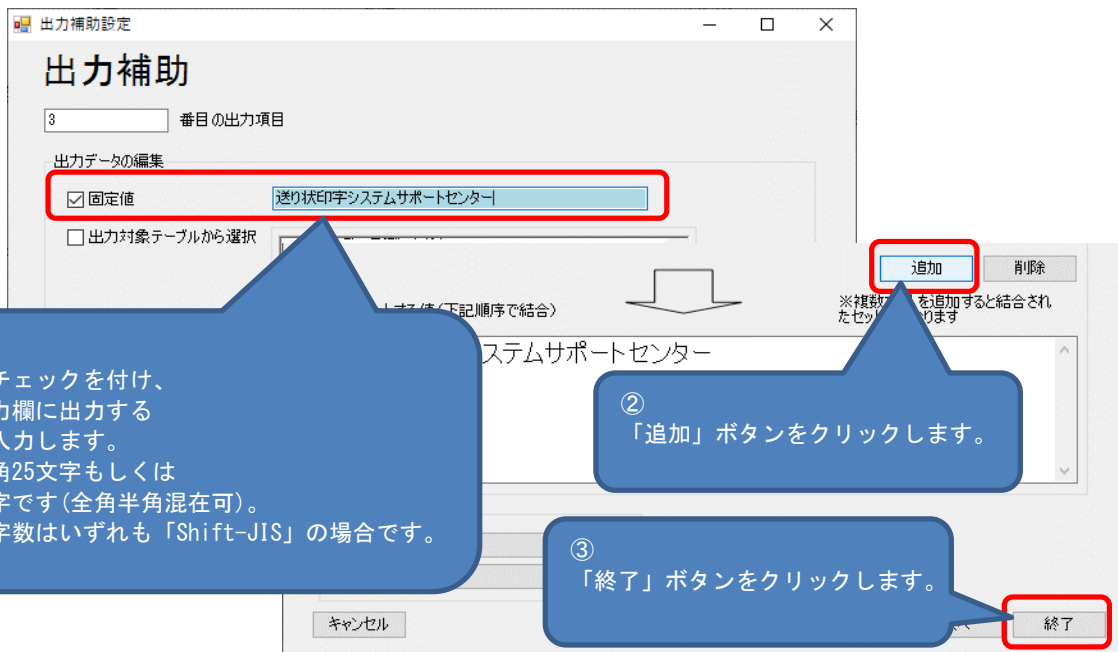 出力補助設定
出力補助
3 番目の出力項目
出力データの編集
固定値 送り状印字システムサポートセンター
出力対象テーブルから選択
追加 削除
する値(下記順序で結合)
※複数 を追加すると結合され
たセッ ります
ステムサポートセンター
チェックを付け、
力欄に出力する
入力します。
角25文字もしくは
字です(全角半角混在可)。
字数はいずれも「Shift-JIS」の場合です。
②
「追加」ボタンをクリックします。
③
「終了」ボタンをクリックします。
キャンセル
終了